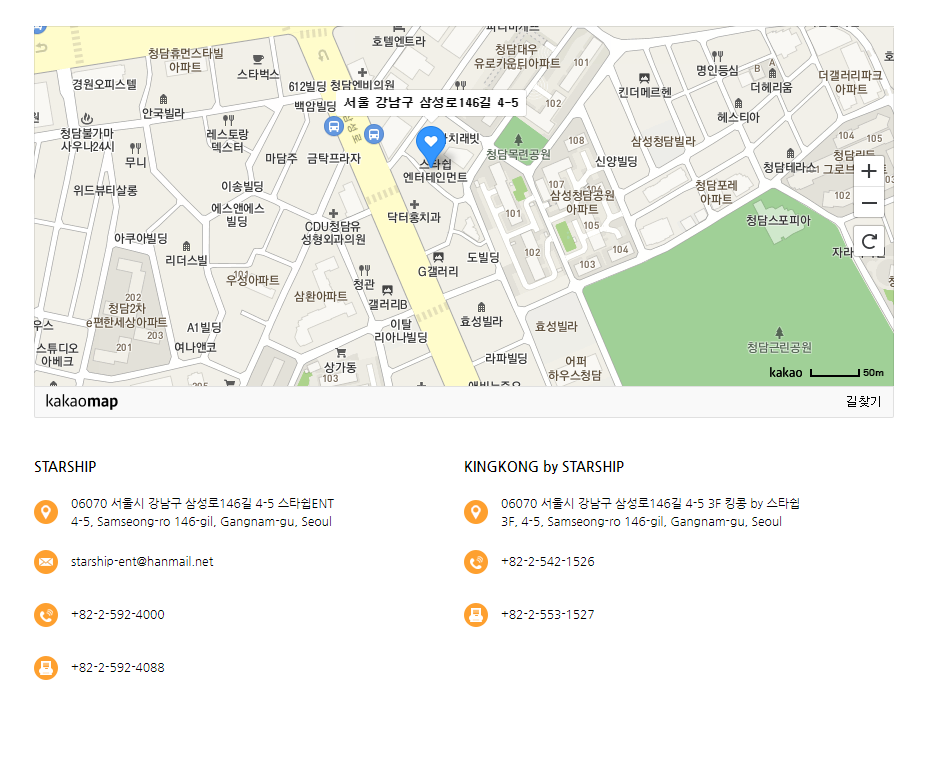 호텔엔트라
청담휴먼스타빌
아파트
청담대우
유로카운티아파트
101
스타벅스
명인등심
B A
더헤리움
더갤러리파크
아파트
경원오피스텔
612빌딩
청담엔비의원
킨더메르헨
안국빌라
백암빌딩
서울 강남구 삼성로146길 4-5
102
헤스티아
청담불가마
사우나24시
레스토랑
덱스터
108
삼성청담빌라
무니
마담주
금탁프라자
청담목련공원
신양빌딩
청담테라스
스타쉽
엔터테인먼트
위드뷰티살롱
이송빌딩
107
106
삼성청담공원
아파트
청담포레
아파트
102
에스앤에스
빌딩
닥터홍치과
101
105
청담스포피아
CDU청담유
성형외과의원
아쿠아빌딩
102
104
리더스빌
도빌딩
103
G갤러리
101
우성아파트
청관
삼환아파트
갤러리B
202
청담2차
e편한세상아파트
203
201
A1빌딩
여나앤코
이탈
리아나빌딩
효성빌라
효성빌라
스튜디오
아베크
상가동
103
라파빌딩
어퍼
하우스청담
청담근린공원
kakao
50m
kakaomap
길찾기
STARSHIP
06070 서울시 강남구 삼성로146길 4-5 스타쉽ENT
4-5, Samseong-ro 146-gil, Gangnam-gu, Seoul
starship-ent@hanmail.net
+82-2-592-4000
+82-2-592-4088
KINGKONG by STARSHIP
06070 서울시 강남구 삼성로146길 4-5 3F 킹콩 by 스타쉽
3F, 4-5, Samseong-ro 146-gil, Gangnam-gu, Seoul
+82-2-542-1526
+82-2-553-1527